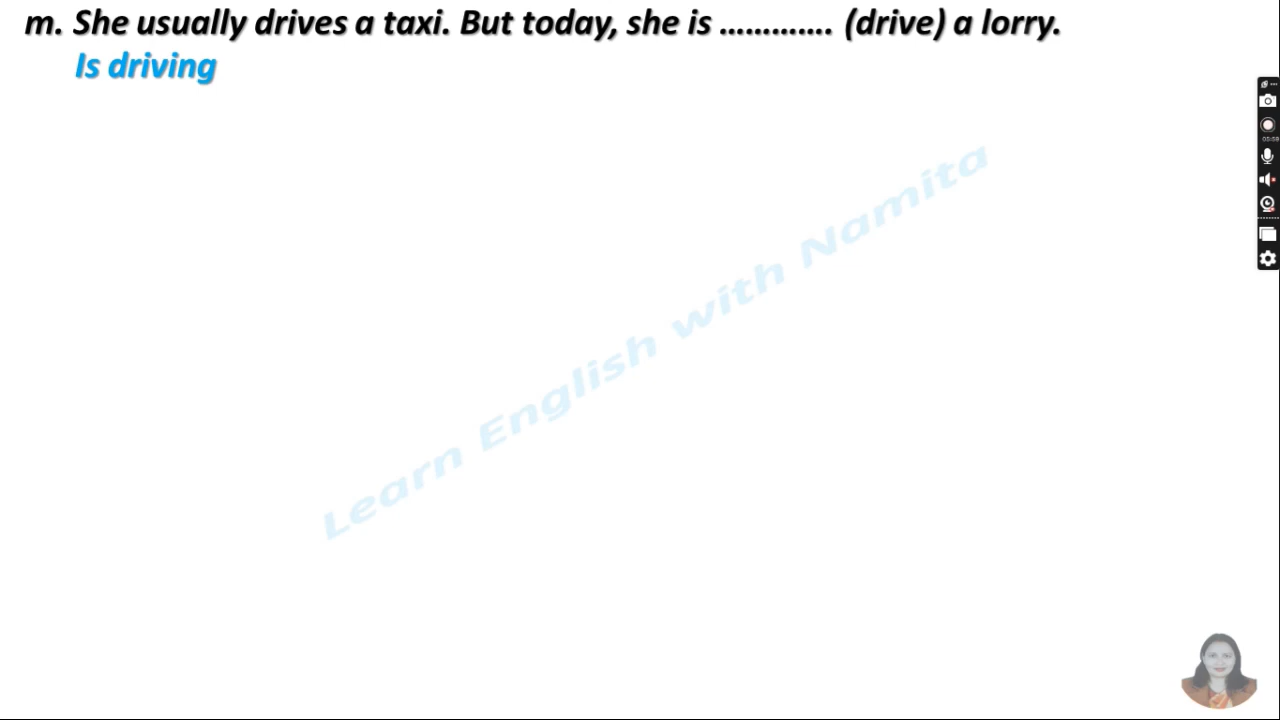 m. She usually drives a taxi. But today, she is ............. (drive) a lorry.
Is driving
Learn English with Namita